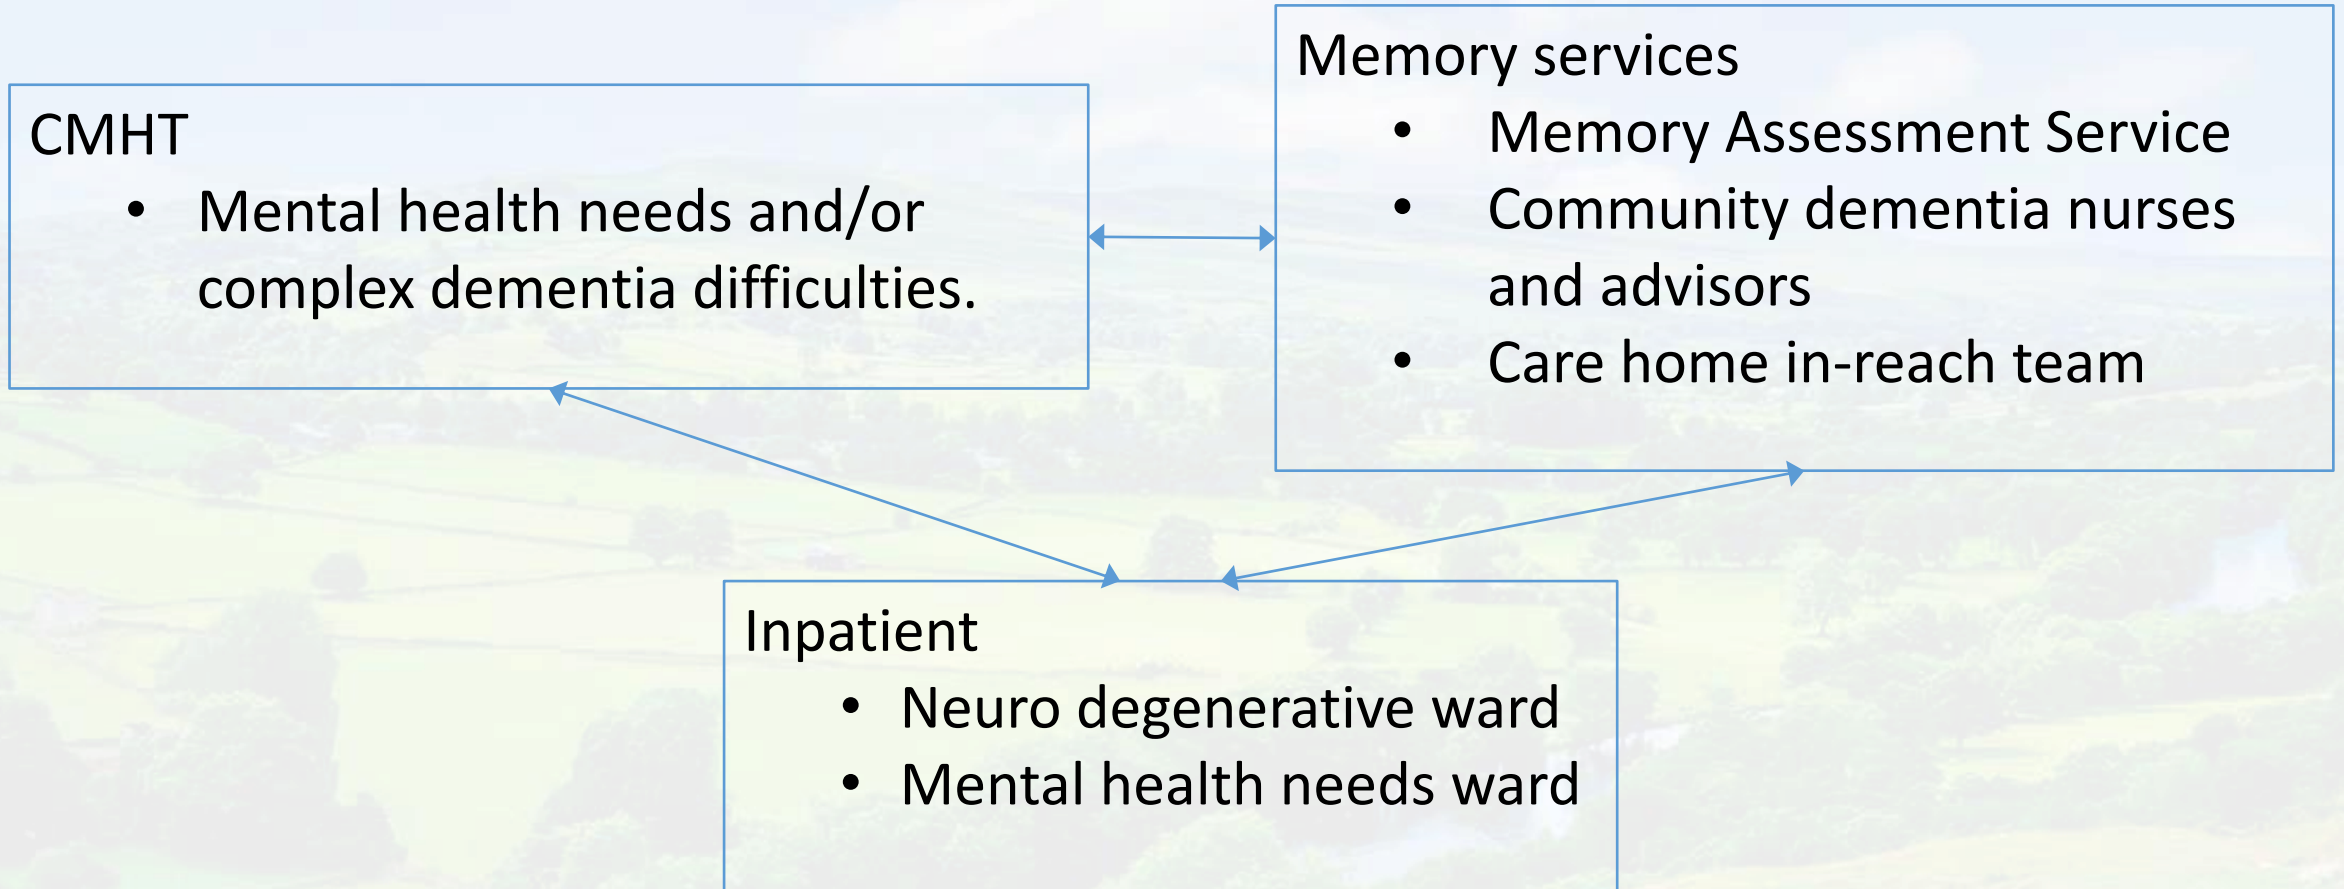 CMHT
• Mental health needs and/or
complex dementia difficulties.
Memory services
• Memory Assessment Service
• Community dementia nurses
and advisors
• Care home in-reach team
Inpatient
• Neuro degenerative ward
• Mental health needs ward